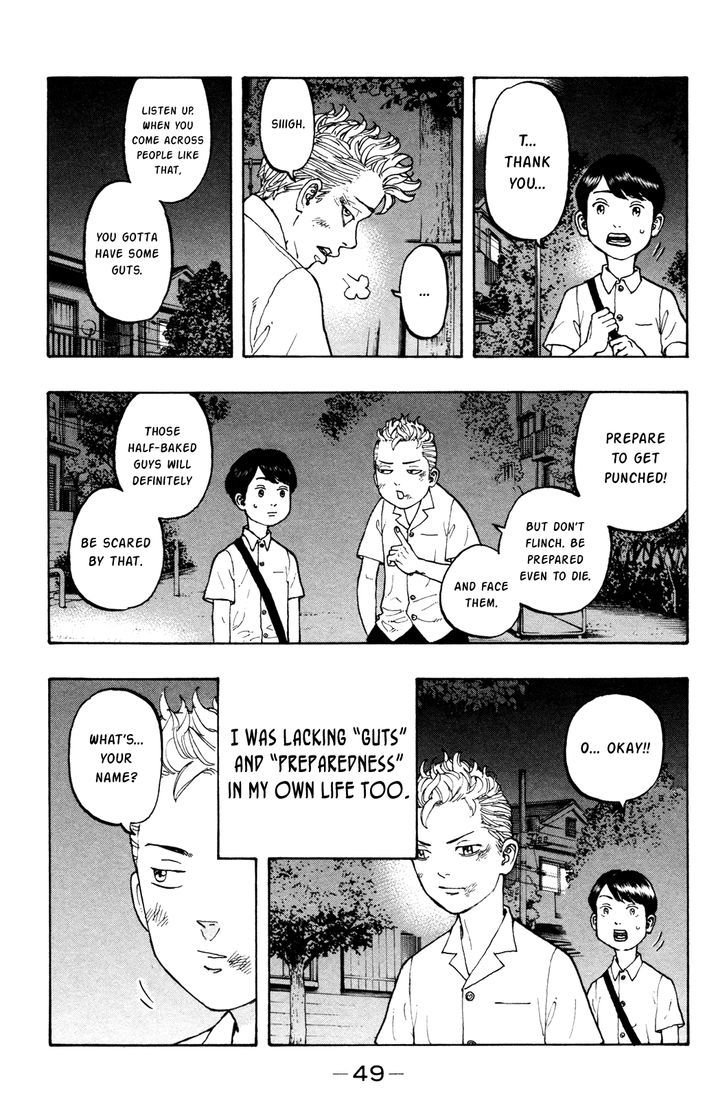 T...
THANK
YOU...
SIIIGH.
...
LISTEN UP.
WHEN YOU
COME ACROSS
PEOPLE LIKE
THAT,
YOU GOTTA
HAVE SOME
GUTS.
PREPARE
TO GET
PUNCHED!
BUT DON'T
FLINCH. BE
PREPARED
EVEN TO DIE.
AND FACE
THEM.
THOSE
HALF-BAKED
GUYS WILL
DEFINITELY
BE SCARED
BY THAT.
O... OKAY!!
I WAS LACKING "GUTS"
AND "PREPAREDNESS"
IN MY OWN LIFE TOO.
WHAT'S...
YOUR
NAME?
— 49 —